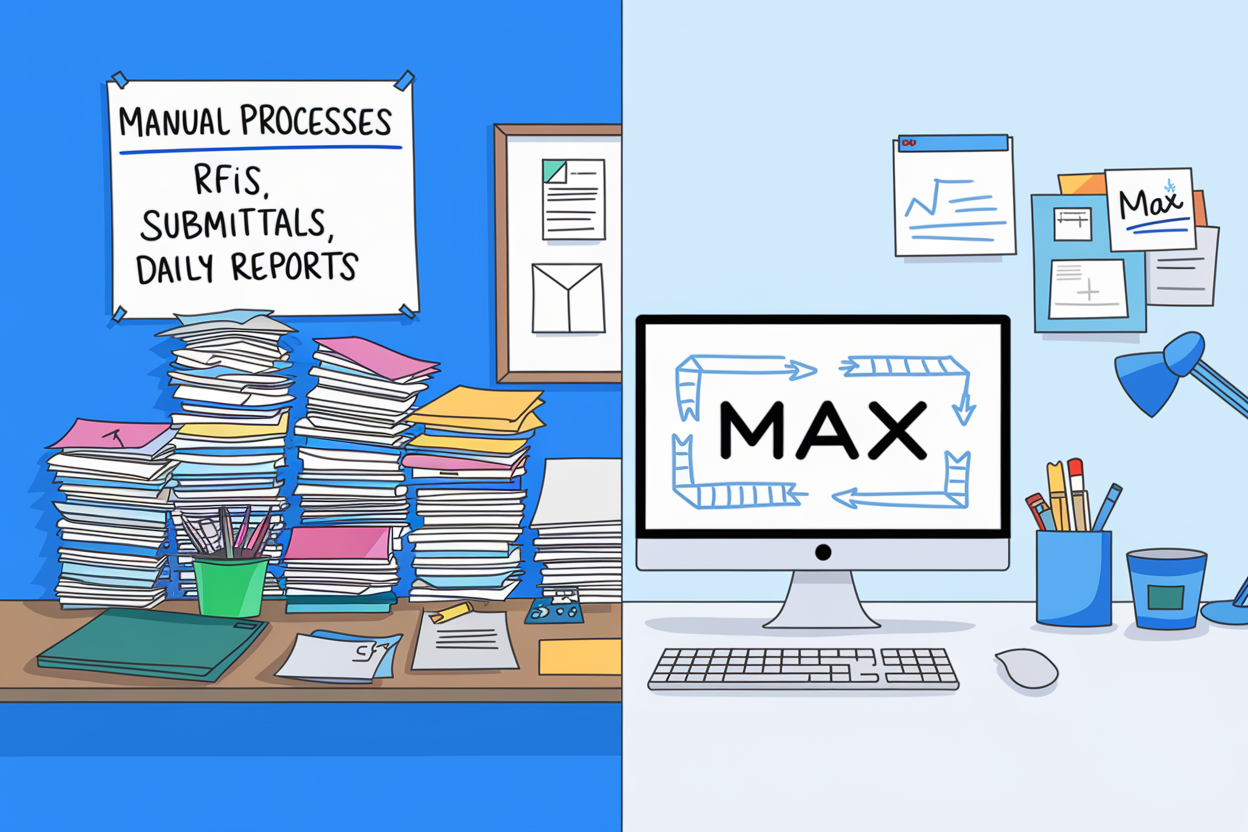 MANUAL PROCESSES
RFiS,
SUBMITTALS,
DAILY REPORTS
Max
MAX